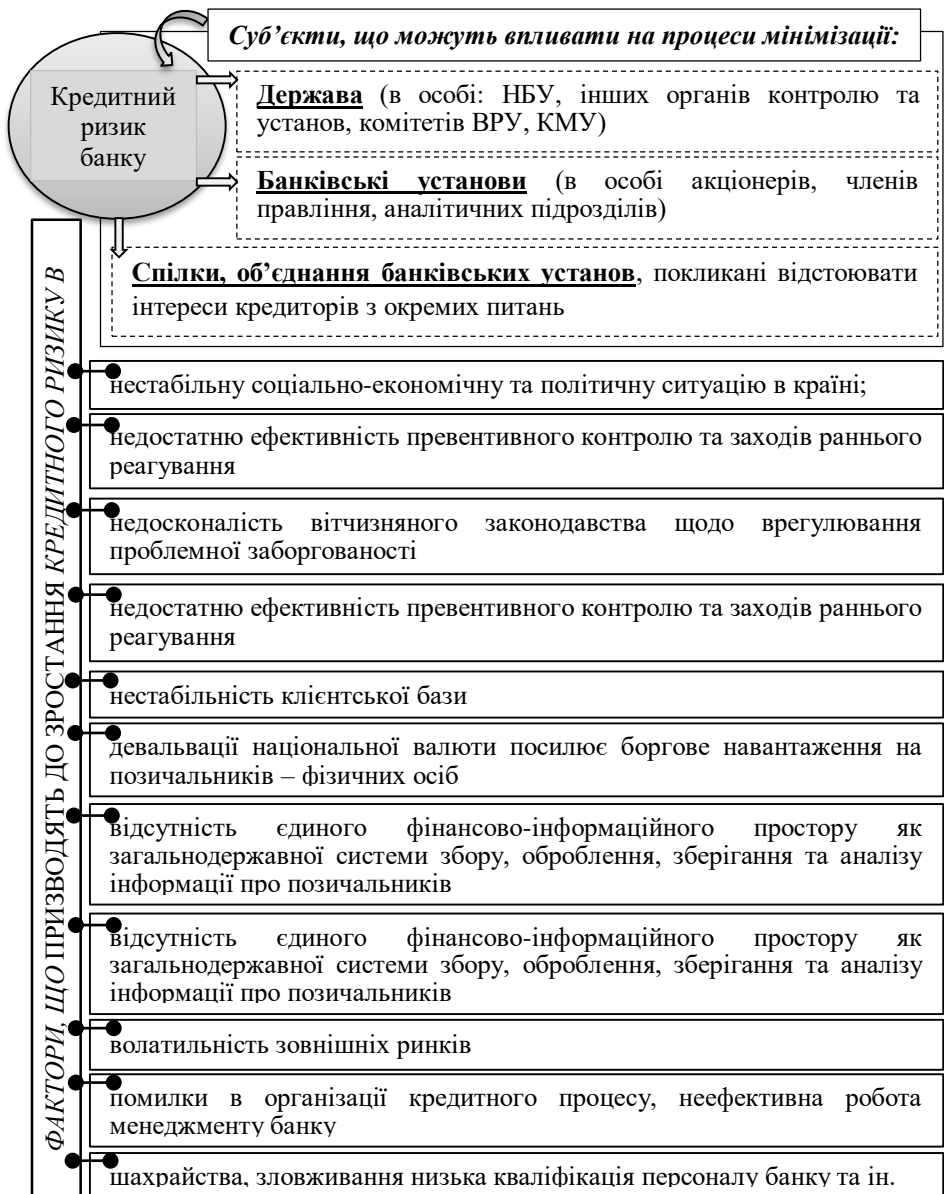 Суб’єкти, що можуть впливати на процеси мінімізації:
Кредитний
ризик
банку
Держава (в особі: НБУ, інших органів контролю та
установ, комітетів ВРУ, КМУ)
Банківські установи (в особі акціонерів, членів
правління, аналітичних підрозділів)
Спілки, об’єднання банківських установ, покликані відстоювати
інтереси кредиторів з окремих питань
ФАКТОРИ, ЩО ПРИЗВОДЯТЬ ДО ЗРОСТАННЯ КРЕДИТНОГО РИЗИКУ В
нестабільну соціально-економічну та політичну ситуацію в країні;
недостатню ефективність превентивного контролю та заходів раннього
реагування
недосконалість вітчизняного законодавства щодо врегулювання
проблемної заборгованості
недостатню ефективність превентивного контролю та заходів раннього
реагування
нестабільність клієнтської бази
девальвації національної валюти посилює боргове навантаження на
позичальників – фізичних осіб
відсутність єдиного фінансово-інформаційного простору як
загальнодержавної системи збору, оброблення, зберігання та аналізу
інформації про позичальників
відсутність єдиного фінансово-інформаційного простору як
загальнодержавної системи збору, оброблення, зберігання та аналізу
інформації про позичальників
волатильність зовнішніх ринків
помилки в організації кредитного процесу, неефективна робота
менеджменту банку
шахрайства, зловживання низька кваліфікація персоналу банку та ін.